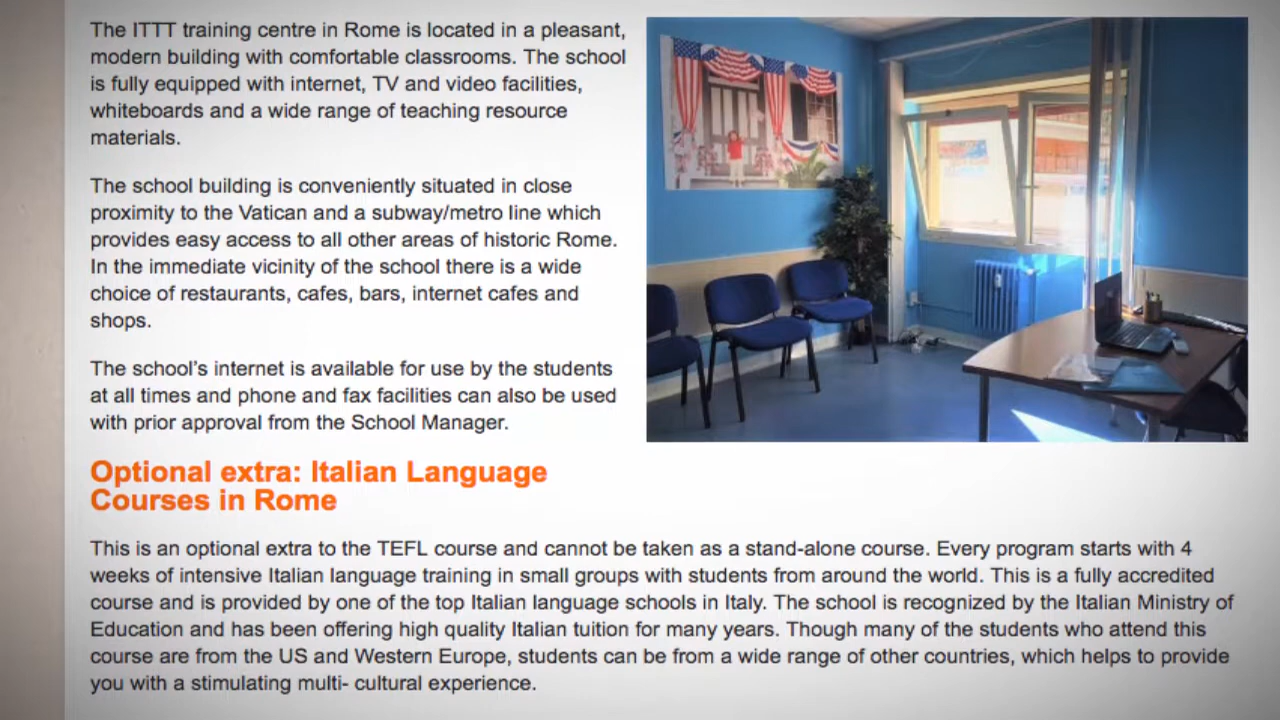 The ITTT training centre in Rome is located in a pleasant,
modern building with comfortable classrooms. The school
is fully equipped with internet, TV and video facilities,
whiteboards and a wide range of teaching resource
materials.
The school building is conveniently situated in close
proximity to the Vatican and a subway/metro line which
provides easy access to all other areas of historic Rome.
In the immediate vicinity of the school there is a wide
choice of restaurants, cafes, bars, internet cafes and
shops.
The school's internet is available for use by the students
at all times and phone and fax facilities can also be used
with prior approval from the School Manager.
Optional extra: Italian Language
Courses in Rome
This is an optional extra to the TEFL course and cannot be taken as a stand-alone course. Every program starts with 4
weeks of intensive Italian language training in small groups with students from around the world. This is a fully accredited
course and is provided by one of the top Italian language schools in Italy. The school is recognized by the Italian Ministry of
Education and has been offering high quality Italian tuition for many years. Though many of the students who attend this
course are from the US and Western Europe, students can be from a wide range of other countries, which helps to provide
you with a stimulating multi- cultural experience.